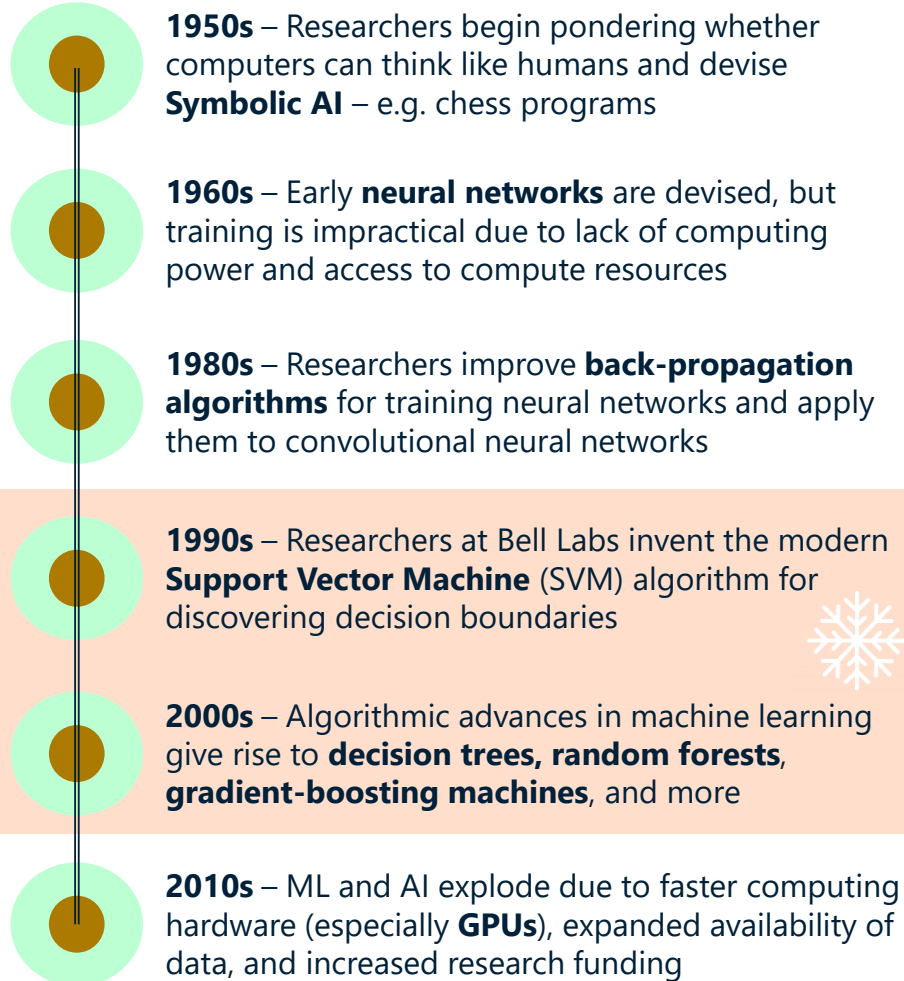 1950s – Researchers begin pondering whether
computers can think like humans and devise
Symbolic AI – e.g. chess programs
1960s – Early neural networks are devised, but
training is impractical due to lack of computing
power and access to compute resources
1980s – Researchers improve back-propagation
algorithms for training neural networks and apply
them to convolutional neural networks
1990s – Researchers at Bell Labs invent the modern
Support Vector Machine (SVM) algorithm for
discovering decision boundaries
2000s – Algorithmic advances in machine learning
give rise to decision trees, random forests,
gradient-boosting machines, and more
2010s – ML and AI explode due to faster computing
hardware (especially GPUs), expanded availability of
data, and increased research funding